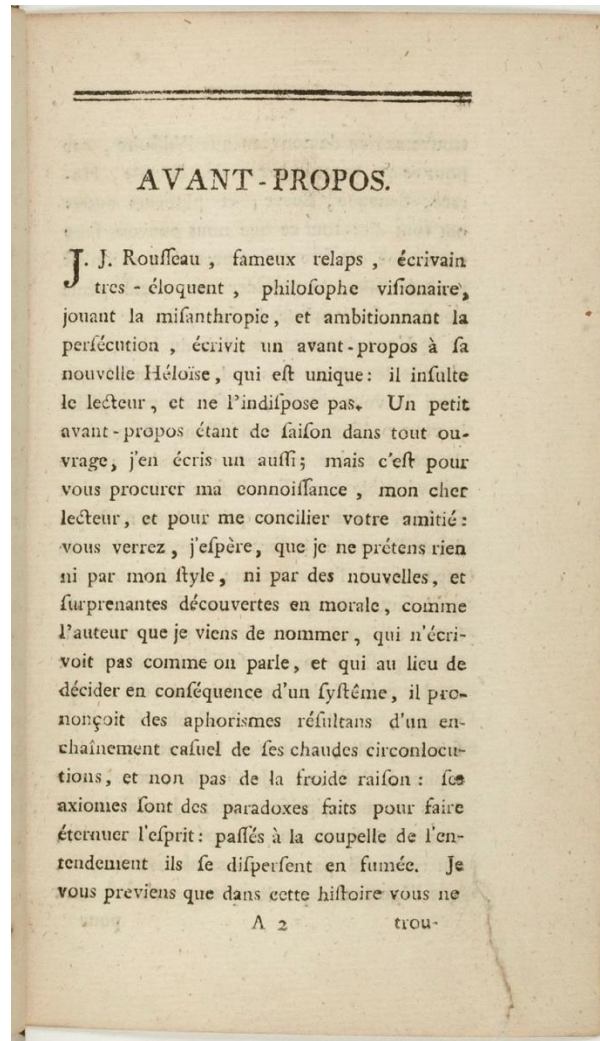 AVANT-PROPOS.
J. J. Rouſſeau , fameux relaps , écrivain
tres - éloquent , philoſophe viſionaire,
jouant la miſanthropie, et ambitionnant la
perſécution , écrivit un avant-propos à ſa
nouvelle Héloïse, qui eſt unique: il inſulte
le lecteur, et ne l'indiſpose pas. Un petit
avant-propos étant de ſaiſon dans tout ou-
vrage, j'en écris un auſſi; mais c'eſt pour
vous procurer ma connoiſſance , mon cher
lecteur, et pour me concilier votre amitié:
vous verrez, j'eſpère, que je ne prétens rien
ni par mon ſtyle, ni par des nouvelles, et
ſurprenantes découvertes en morale, comme
l'auteur que je viens de nommer, qui n'écri-
voit pas comme on parle, et qui au lieu de
décider en conſéquence d'un ſyſtême, il pro-
nonçoit des aphorismes réſultans d'un en-
chaînement caſuel de ſes chaudes circonlocu-
tions, et non pas de la froide raiſon : ſes
axiomes ſont des paradoxes faits pour faire
éternuer l'eſprit: paſſés à la coupelle de l'en-
tendement ils ſe diſperſent en fumée. Je
vous previens que dans cette hiſtoire vous ne
A 2 trou-